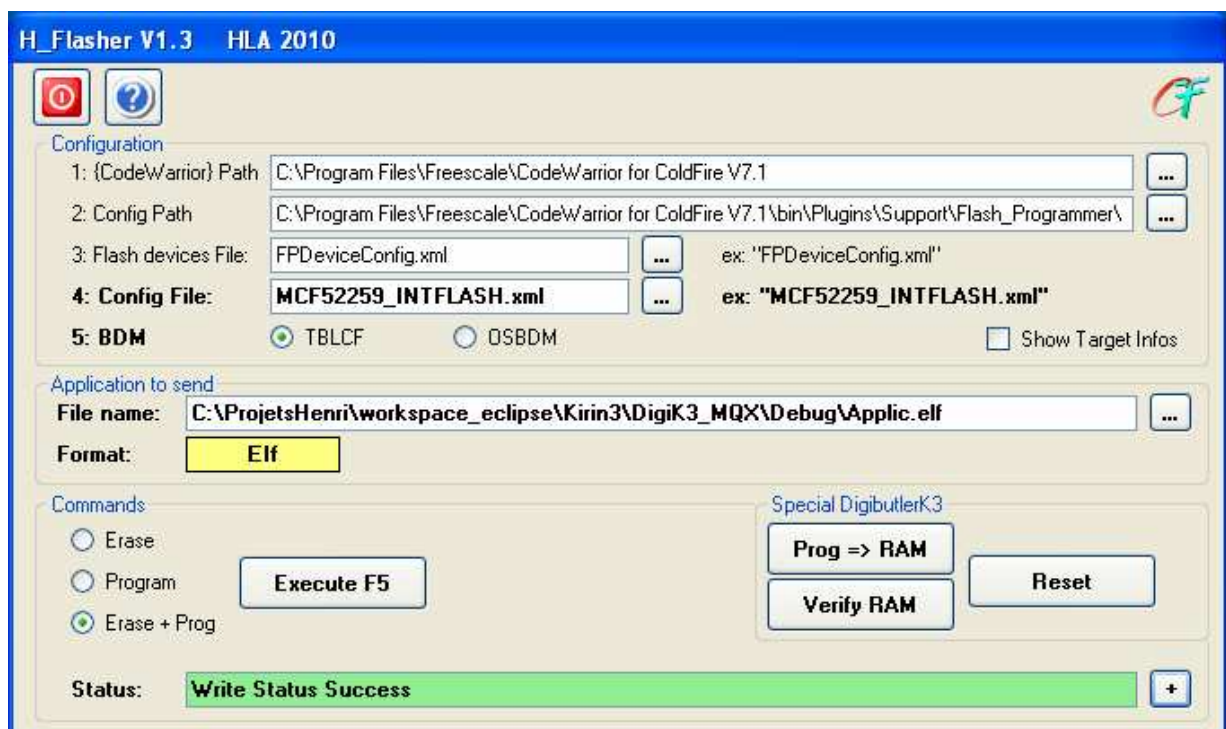 H_Flasher V1.3 HLA 2010
CF
Configuration
1: {CodeWarrior} Path C:\Program Files\Freescale\CodeWarrior for ColdFire V7.1 ...
2: Config Path C:\Program Files\Freescale\CodeWarrior for ColdFire V7.1\bin\Plugins\Support\Flash_Programmer\ ...
3: Flash devices File: FPDeviceConfig.xml ... ex: "FPDeviceConfig.xml"
4: Config File: MCF52259_INTFLASH.xml ... ex: "MCF52259_INTFLASH.xml"
5: BDM TBLCF OSBDM Show Target Infos
Application to send
File name: C:\ProjetsHenri\workspace_eclipse\Kirin3\DigiK3_MQX\Debug\Applic.elf ...
Format: Elf
Commands
Erase
Program
Erase + Prog
Execute F5
Special DigibutlerK3
Prog => RAM
Verify RAM
Reset
Status: Write Status Success +